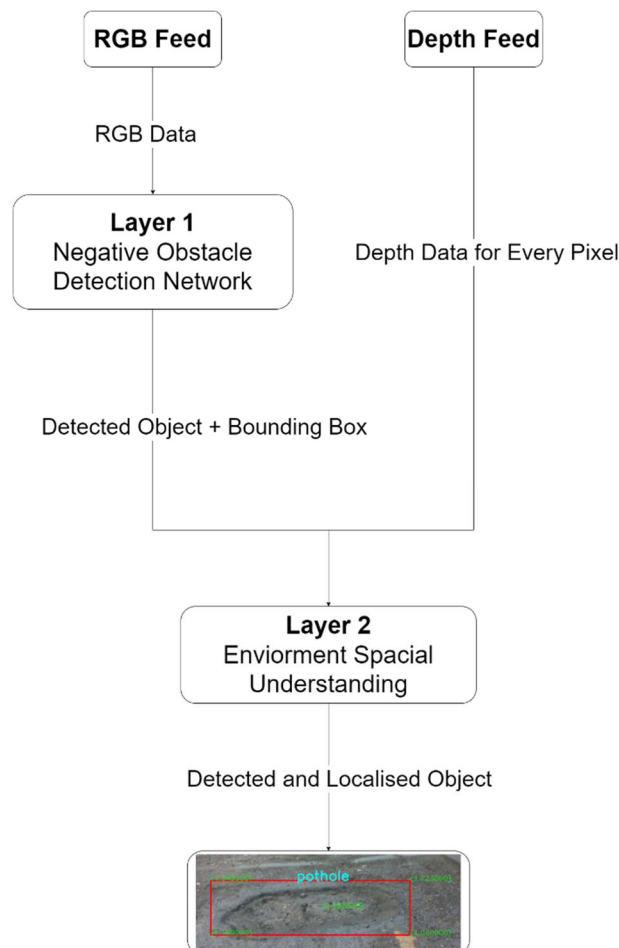 RGB Feed
Depth Feed
RGB Data
Layer 1
Negative Obstacle
Detection Network
Depth Data for Every Pixel
Detected Object + Bounding Box
Layer 2
Enviorment Spacial
Understanding
Detected and Localised Object
pothole